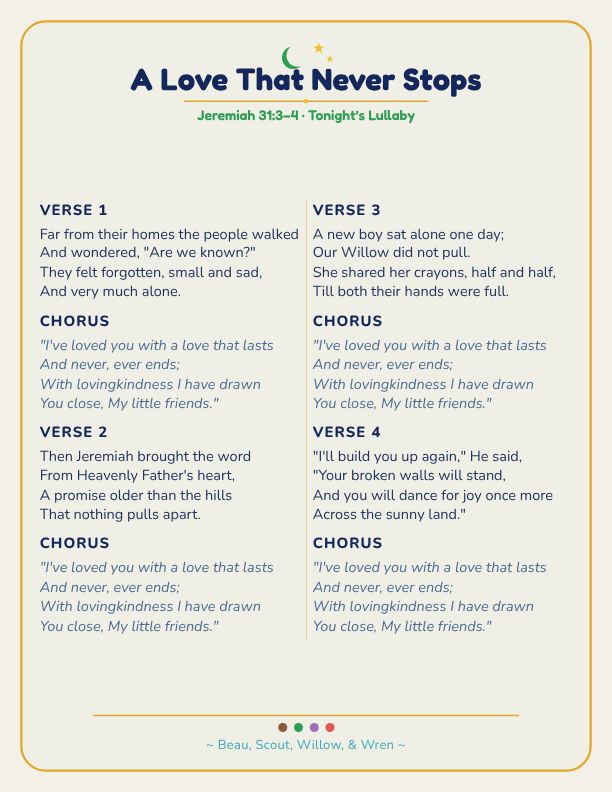 A Love That Never Stops
Jeremiah 31:3–4 · Tonight's Lullaby
VERSE 1
Far from their homes the people walked
And wondered, "Are we known?"
They felt forgotten, small and sad,
And very much alone.
CHORUS
"I've loved you with a love that lasts
And never, ever ends;
With lovingkindness I have drawn
You close, My little friends."
VERSE 2
Then Jeremiah brought the word
From Heavenly Father's heart,
A promise older than the hills
That nothing pulls apart.
CHORUS
"I've loved you with a love that lasts
And never, ever ends;
With lovingkindness I have drawn
You close, My little friends."
VERSE 3
A new boy sat alone one day;
Our Willow did not pull.
She shared her crayons, half and half,
Till both their hands were full.
CHORUS
"I've loved you with a love that lasts
And never, ever ends;
With lovingkindness I have drawn
You close, My little friends."
VERSE 4
"I'll build you up again," He said,
"Your broken walls will stand,
And you will dance for joy once more
Across the sunny land."
CHORUS
"I've loved you with a love that lasts
And never, ever ends;
With lovingkindness I have drawn
You close, My little friends."
~ Beau, Scout, Willow, & Wren ~